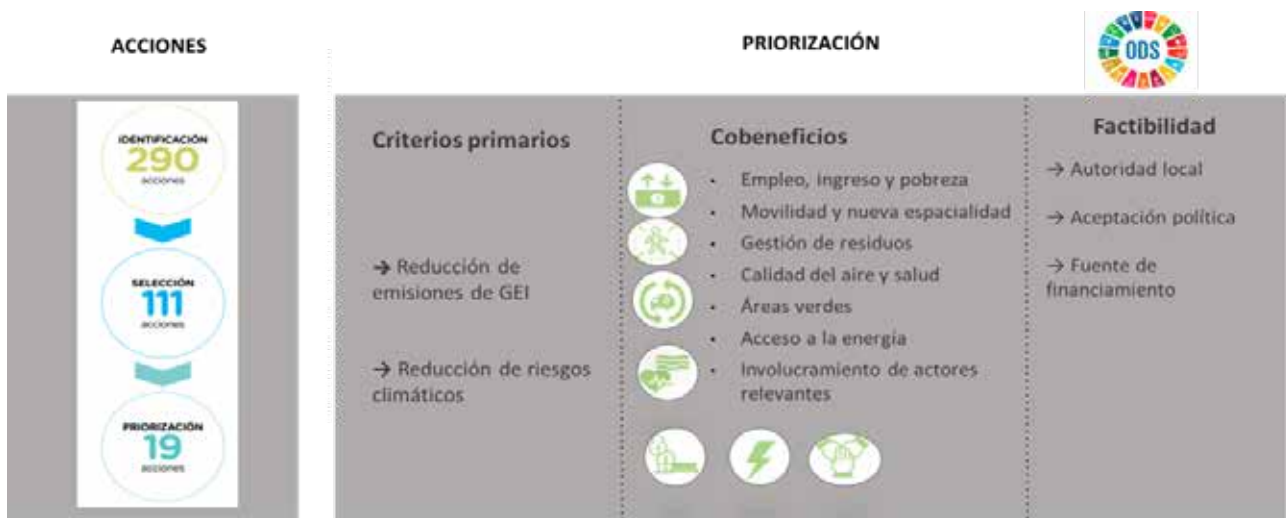 ACCIONES
IDENTIFICACIÓN
290
acciones
SELECCIÓN
111
acciones
PRIORIZACIÓN
19
acciones
PRIORIZACIÓN
ODS
Criterios primarios
→ Reducción de
emisiones de GEI
→ Reducción de riesgos
climáticos
Cobeneficios
• Empleo, ingreso y pobreza
• Movilidad y nueva espacialidad
• Gestión de residuos
• Calidad del aire y salud
• Áreas verdes
• Acceso a la energía
• Involucramiento de actores
relevantes
Factibilidad
→ Autoridad local
→ Aceptación política
→ Fuente de
financiamiento